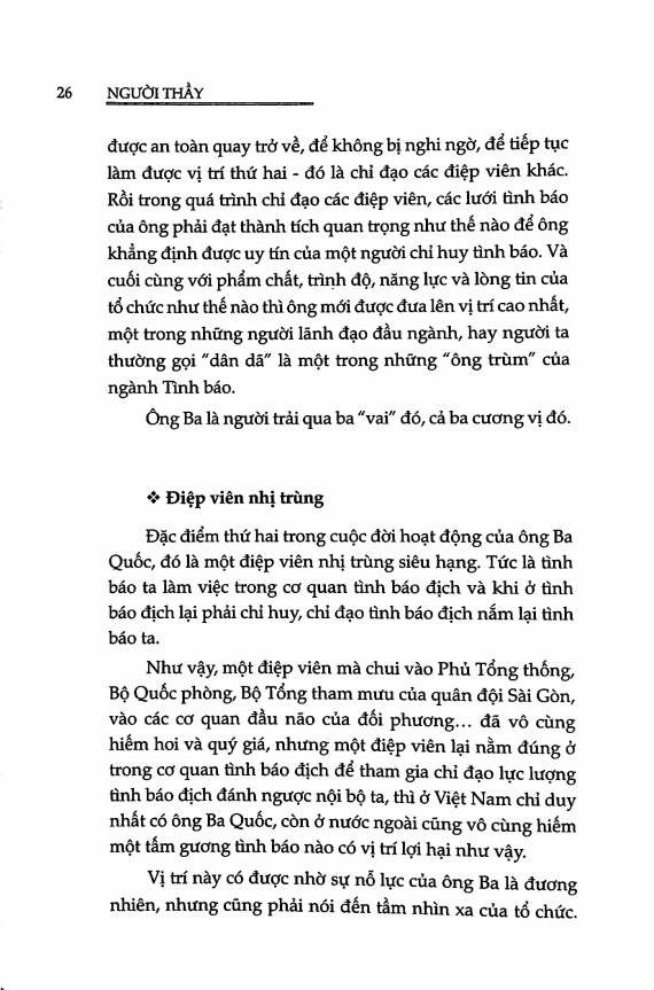 26 NGƯỜI THẦY
được an toàn quay trở về, để không bị nghi ngờ, để tiếp tục
làm được vị trí thứ hai - đó là chỉ đạo các điệp viên khác.
Rồi trong quá trình chỉ đạo các điệp viên, các lưới tình báo
của ông phải đạt thành tích quan trọng như thế nào để ông
khẳng định được uy tín của một người chỉ huy tình báo. Và
cuối cùng với phẩm chất, trình độ, năng lực và lòng tin của
tổ chức như thế nào thì ông mới được đưa lên vị trí cao nhất,
một trong những người lãnh đạo đầu ngành, hay người ta
thường gọi "dân dã" là một trong những "ông trùm" của
ngành Tình báo.
Ông Ba là người trải qua ba "vai" đó, cả ba cương vị đó.
❖ Điệp viên nhị trùng
Đặc điểm thứ hai trong cuộc đời hoạt động của ông Ba
Quốc, đó là một điệp viên nhị trùng siêu hạng. Tức là tình
báo ta làm việc trong cơ quan tình báo địch và khi ở tình
báo địch lại phải chỉ huy, chỉ đạo tình báo địch nắm lại tình
báo ta.
Như vậy, một điệp viên mà chui vào Phủ Tổng thống,
Bộ Quốc phòng, Bộ Tổng tham mưu của quân đội Sài Gòn,
vào các cơ quan đầu não của đối phương... đã vô cùng
hiếm hoi và quý giá, nhưng một điệp viên lại nằm đúng ở
trong cơ quan tình báo địch để tham gia chỉ đạo lực lượng
tình báo địch đánh ngược nội bộ ta, thì ở Việt Nam chỉ duy
nhất có ông Ba Quốc, còn ở nước ngoài cũng vô cùng hiếm
một tấm gương tình báo nào có vị trí lợi hại như vậy.
Vị trí này có được nhờ sự nỗ lực của ông Ba là đương
nhiên, nhưng cũng phải nói đến tầm nhìn xa của tổ chức.